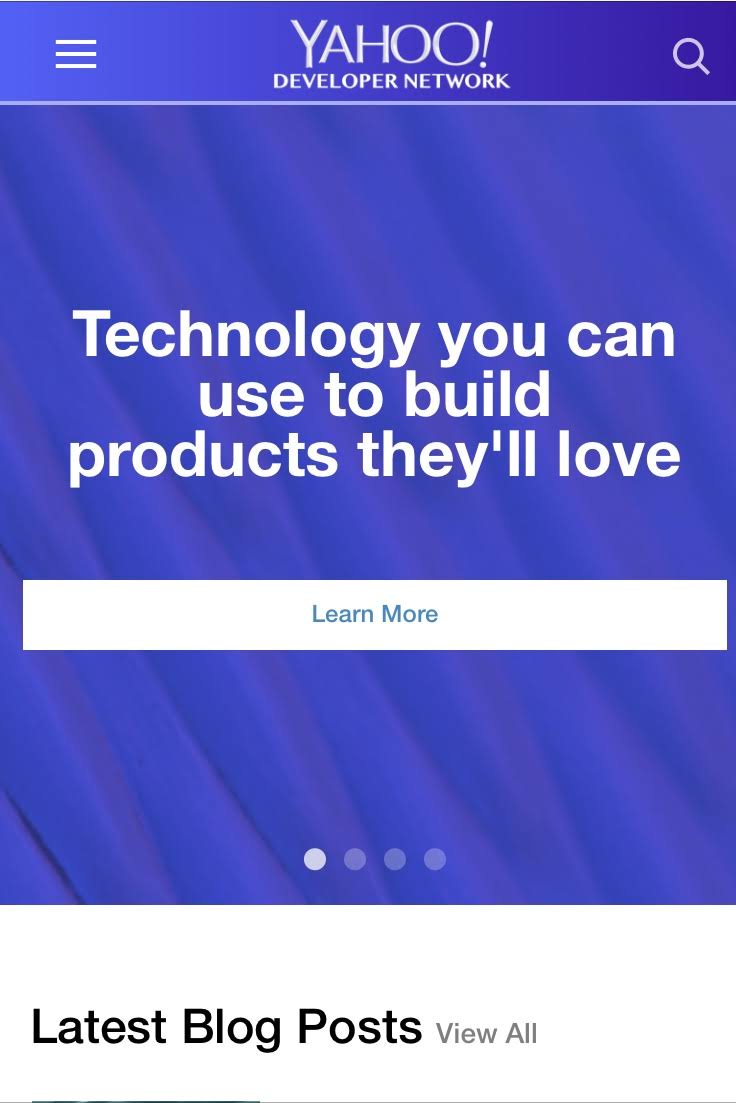 YAHOO!
DEVELOPER NETWORK
Technology you can
use to build
products they'll love
Learn More
Latest Blog Posts View All